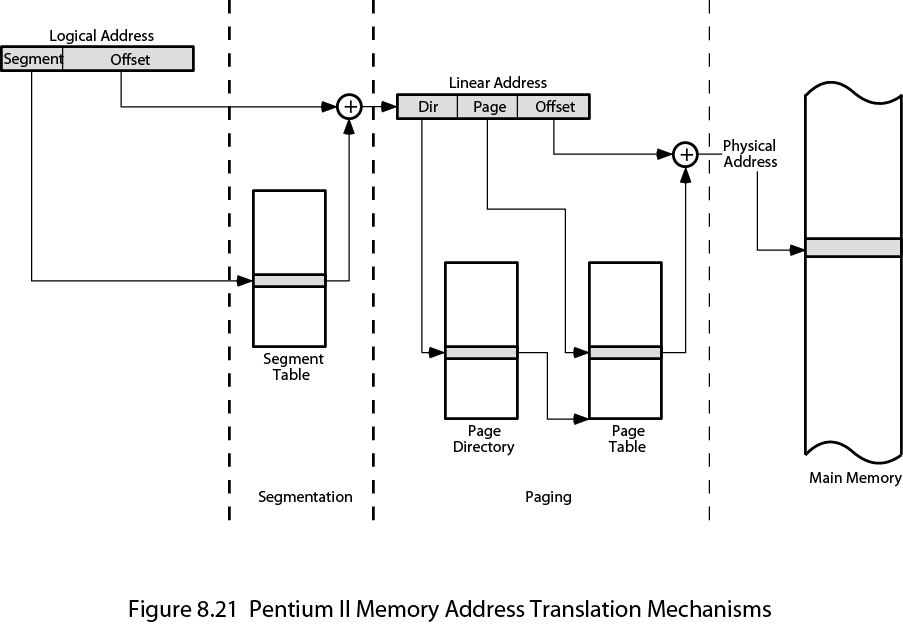 Logical Address
Segment Offset
Linear Address
Dir Page Offset
+
+
Physical
Address
Segment
Table
Page
Directory
Page
Table
Main Memory
Segmentation
Paging
Figure 8.21 Pentium II Memory Address Translation Mechanisms